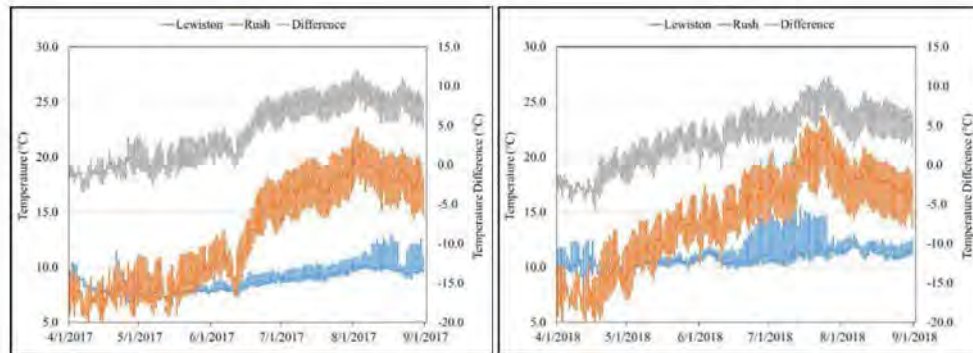 Lewiston Rush Difference
30.0 15.0
25.0 10.0
20.0 5.0
15.0 0.0
10.0 -5.0
5.0 -10.0
-15.0
-20.0
Temperature (°C)
Temperature Difference (°C)
4/1/2017 5/1/2017 6/1/2017 7/1/2017 8/1/2017 9/1/2017
Lewiston Rush Difference
30.0 15.0
25.0 10.0
20.0 5.0
15.0 0.0
10.0 -5.0
5.0 -10.0
-15.0
-20.0
Temperature (°C)
Temperature Difference (°C)
4/1/2018 5/1/2018 6/1/2018 7/1/2018 8/1/2018 9/1/2018